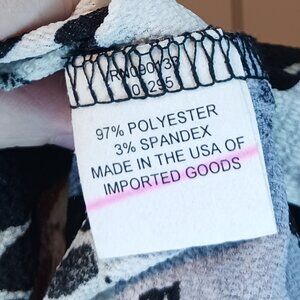 97% POLYESTER
3% SPANDEX
MADE IN THE USA OF
IMPORTED GOODS